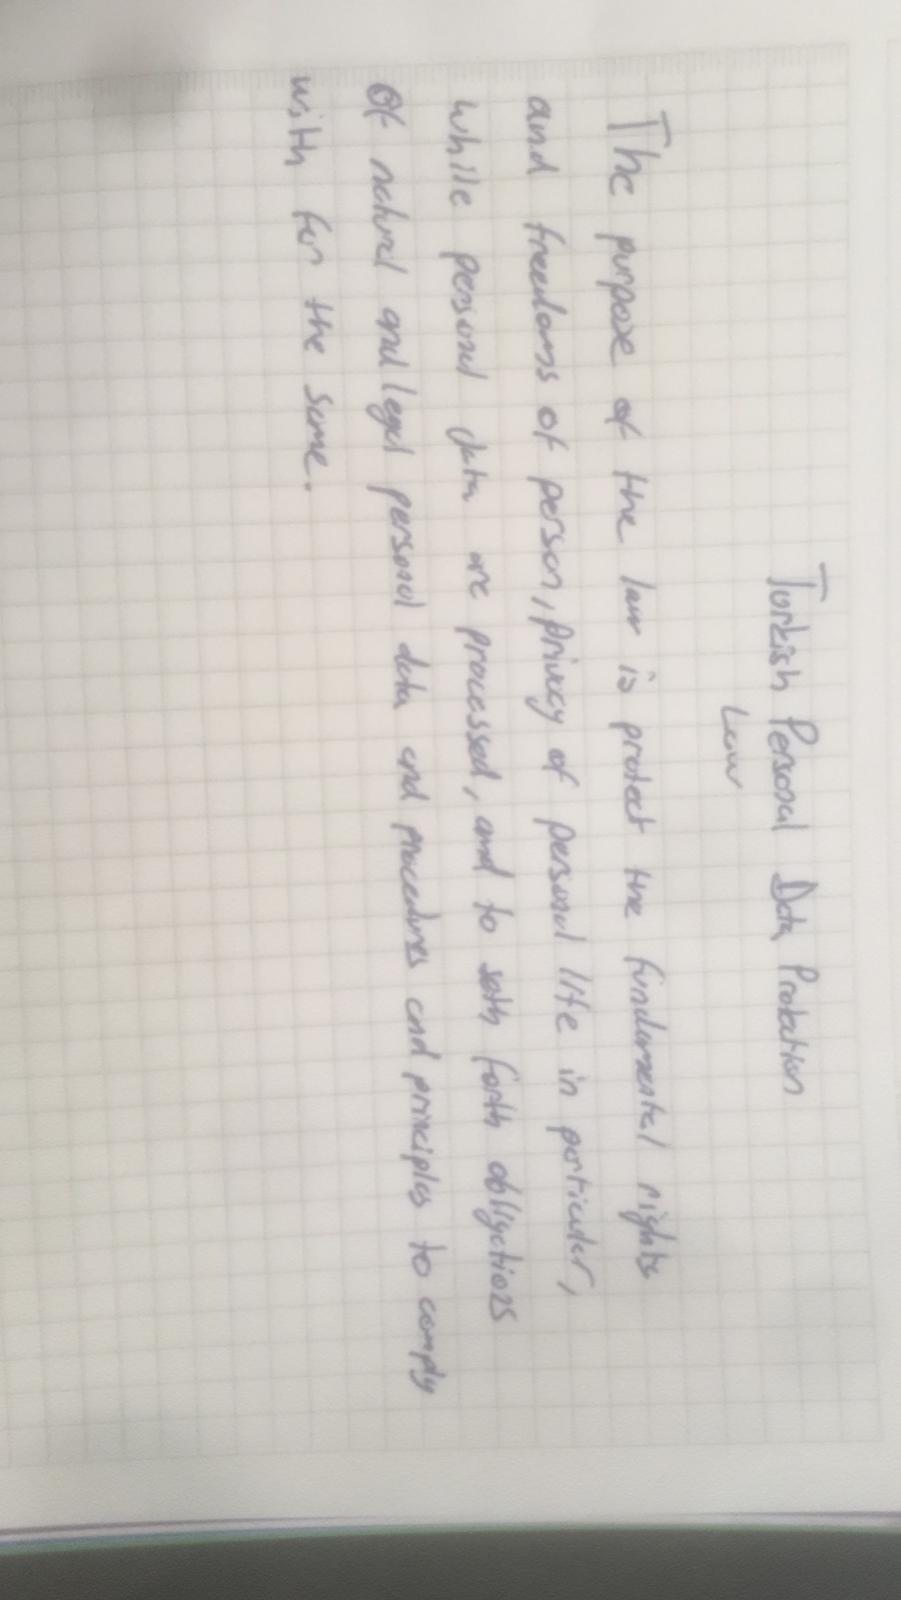 Turkish Personal Data Protection
Law
The purpose of the law is protect the fundamental rights
and freedoms of person, privacy of personal life in particular,
while personal data are processed, and to seth forth obligations
of natural and legal personal data and procedures and principles to comply
with for the same.